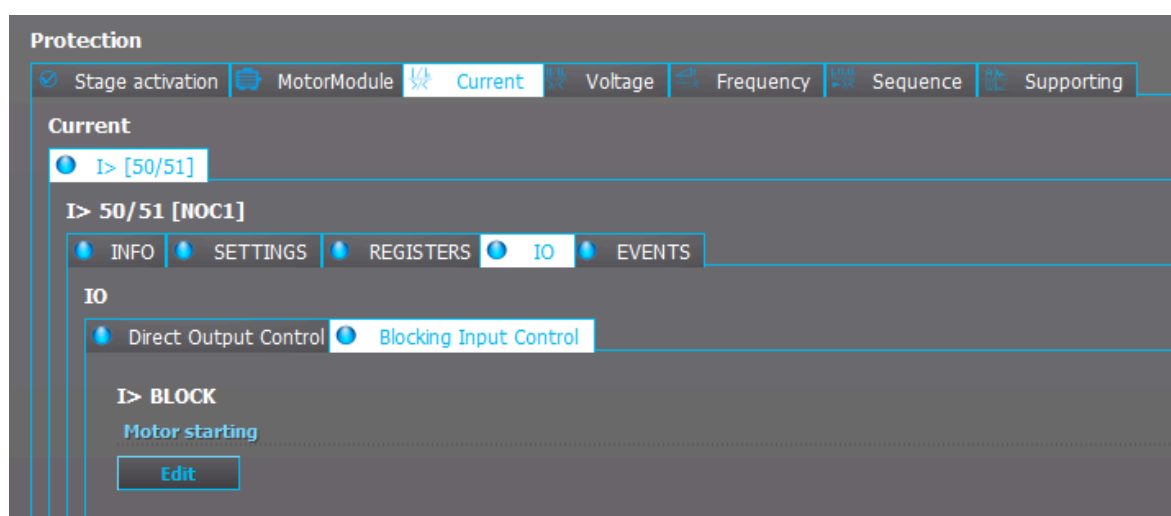 Protection
Stage activation MotorModule Current Voltage Frequency Sequence Supporting
Current
I> [50/51]
I> 50/51 [NOC1]
INFO SETTINGS REGISTERS IO EVENTS
IO
Direct Output Control Blocking Input Control
I> BLOCK
Motor starting
Edit